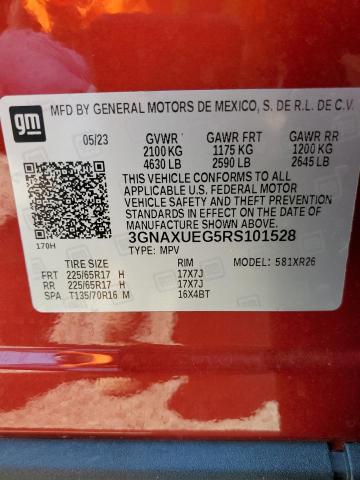 gm
MFD BY GENERAL MOTORS DE MEXICO, S. DE R.L. DE C.V.
05/23 GVWR GAWR FRT GAWR RR
2100 KG 1175 KG 1200 KG
4630 LB 2590 LB 2645 LB
THIS VEHICLE CONFORMS TO ALL
APPLICABLE U.S. FEDERAL MOTOR
VEHICLE SAFETY AND THEFT
PREVENTION STANDARDS IN
EFFECT ON THE DATE OF
MANUFACTURE SHOWN ABOVE.
170H 3GNAXUEG5RS101528
TYPE: MPV
TIRE SIZE RIM MODEL: 581XR26
FRT 225/65R17 H 17X7J
RR 225/65R17 H 17X7J
SPA T135/70R16 M 16X4BT